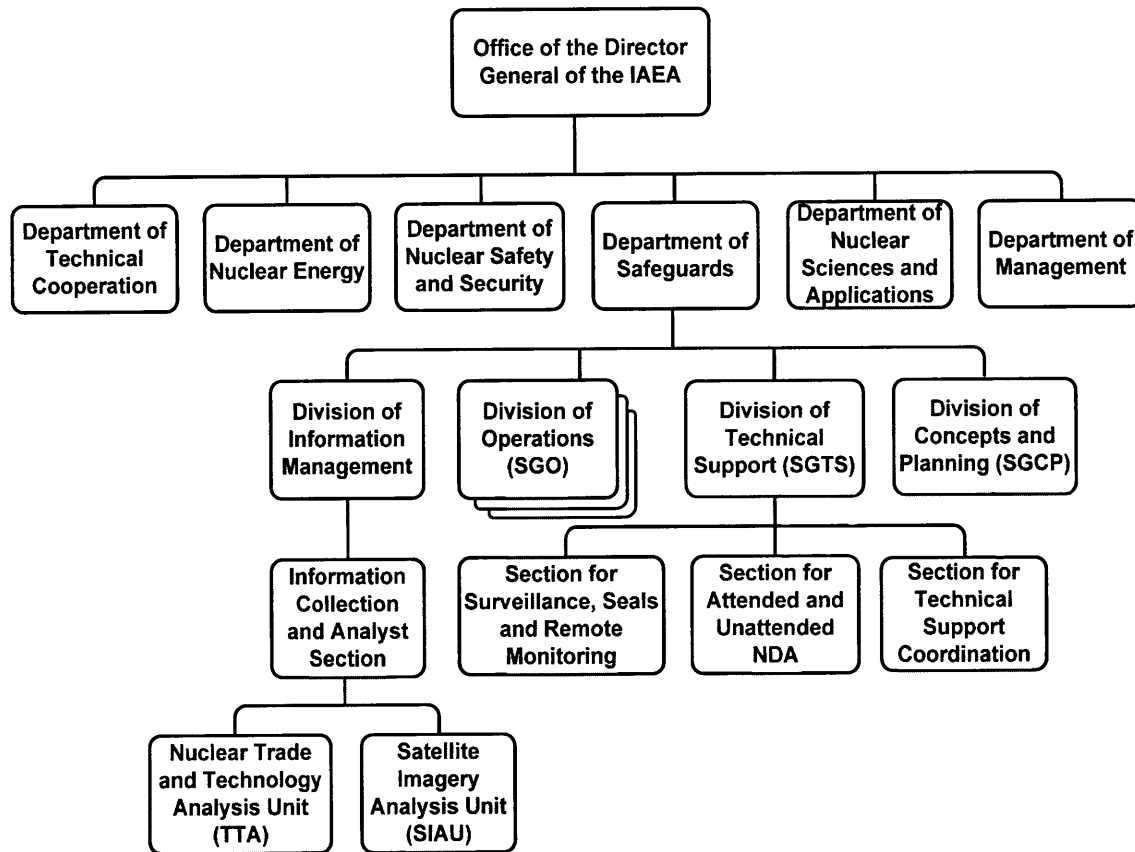 Office of the Director
General of the IAEA
Department of
Technical
Cooperation
Department of
Nuclear Energy
Department of
Nuclear Safety
and Security
Department of
Safeguards
Department of
Nuclear
Sciences and
Applications
Department of
Management
Division of
Information
Management
Division of
Operations
(SGO)
Division of
Technical
Support (SGTS)
Division of
Concepts and
Planning (SGCP)
Information
Collection
and Analyst
Section
Section for
Surveillance, Seals
and Remote
Monitoring
Section for
Attended and
Unattended
NDA
Section for
Technical
Support
Coordination
Nuclear Trade
and Technology
Analysis Unit
(TTA)
Satellite
Imagery
Analysis Unit
(SIAU)